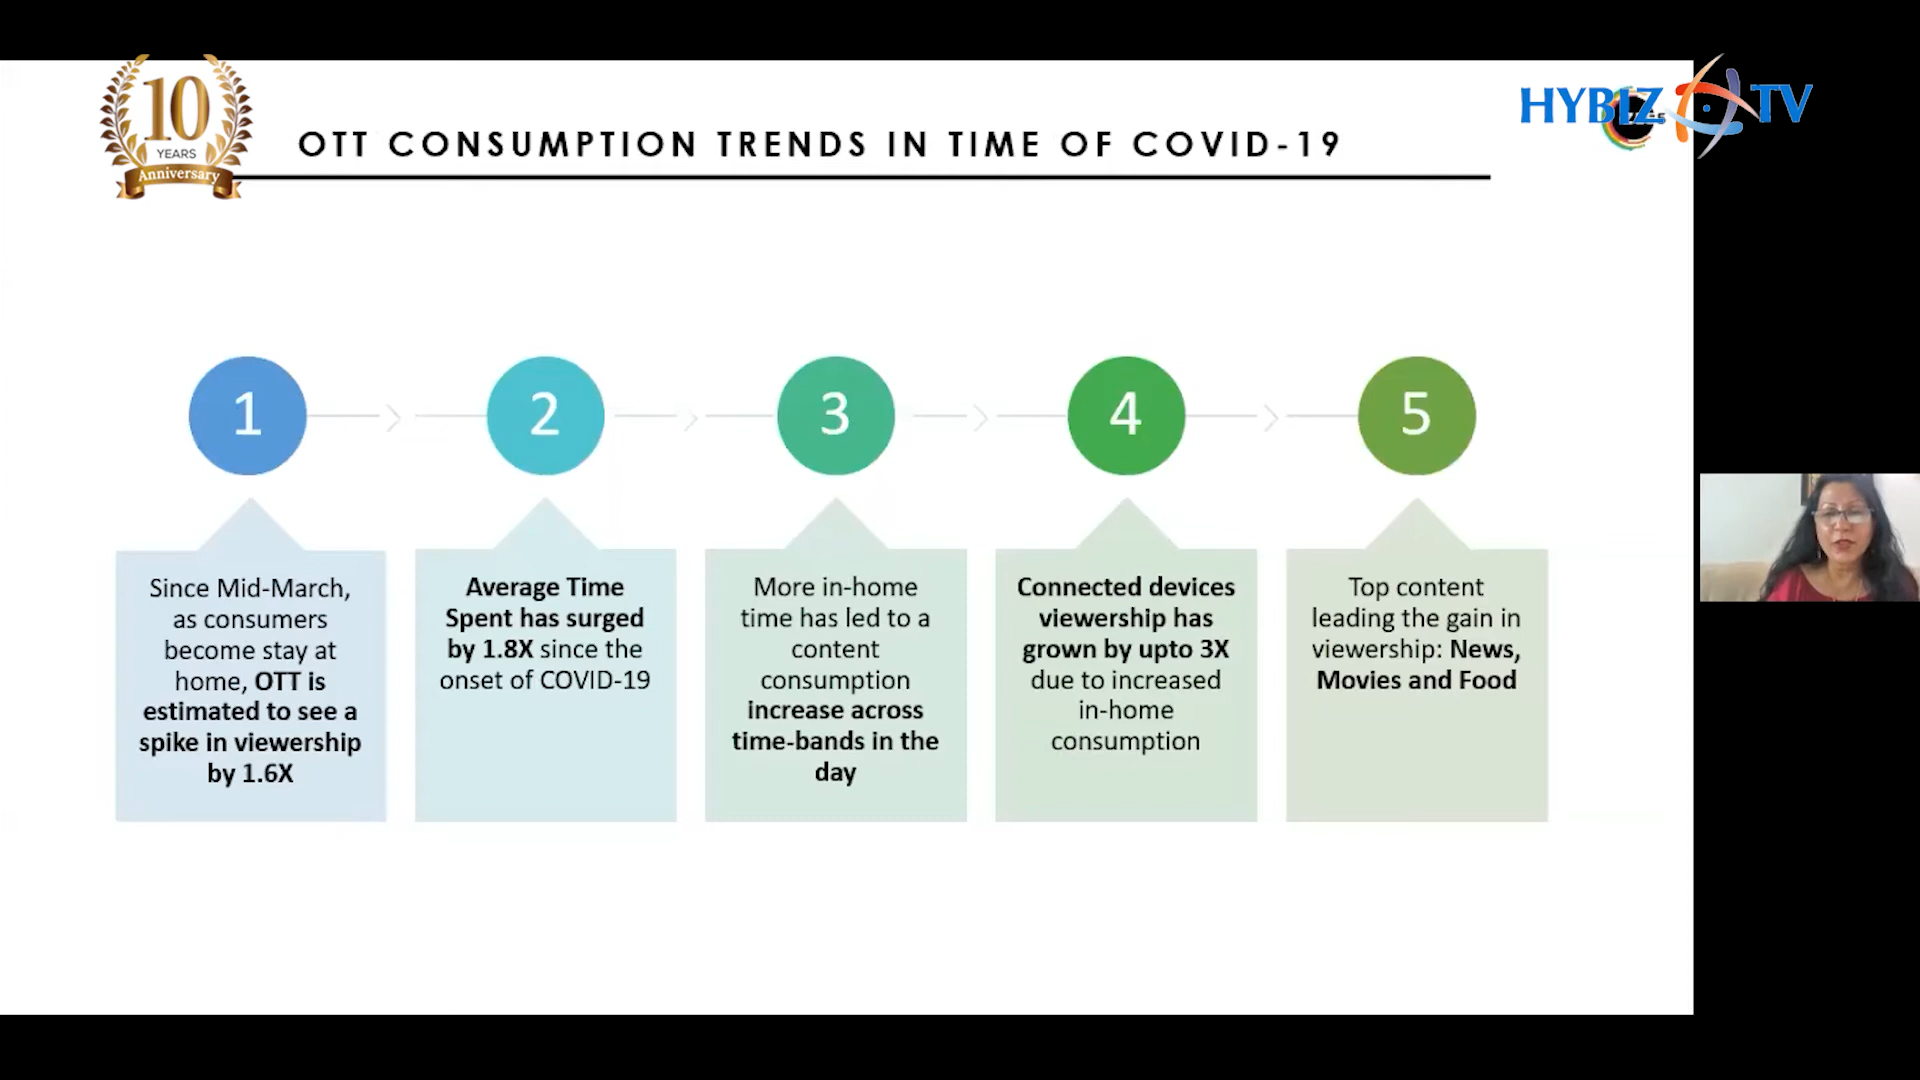 10
YEARS
Anniversary
HYBIZ TV
OTT CONSUMPTION TRENDS IN TIME OF COVID-19
1
2
3
4
5
Since Mid-March,
as consumers
become stay at
home, OTT is
estimated to see a
spike in viewership
by 1.6X
Average Time
Spent has surged
by 1.8X since the
onset of COVID-19
More in-home
time has led to a
content
consumption
increase across
time-bands in the
day
Connected devices
viewership has
grown by upto 3X
due to increased
in-home
consumption
Top content
leading the gain in
viewership: News,
Movies and Food